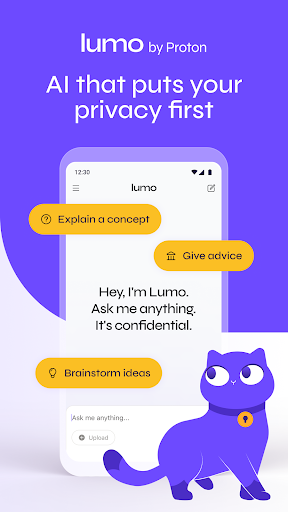 lumo by Proton
AI that puts your
privacy first
12:30
lumo
Explain a concept
Give advice
Hey, I'm Lumo.
Ask me anything.
It's confidential.
Brainstorm ideas
Ask me anything...
Upload